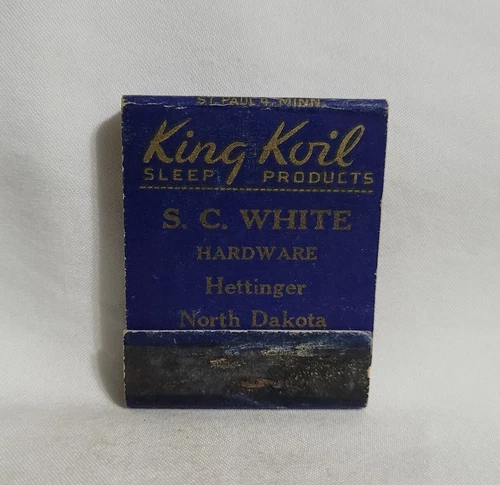 ST. PAUL 4, MINN.
King Koil
SLEEP PRODUCTS
S. C. WHITE
HARDWARE
Hettinger
North Dakota